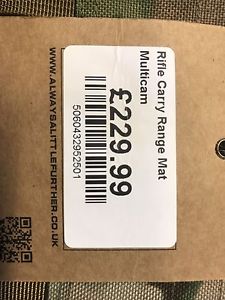 Rifle Carry Range Mat
Multicam
£229.99
5060432952501
WWW.ALWAYSALITTLEFURTHER.CO.UK